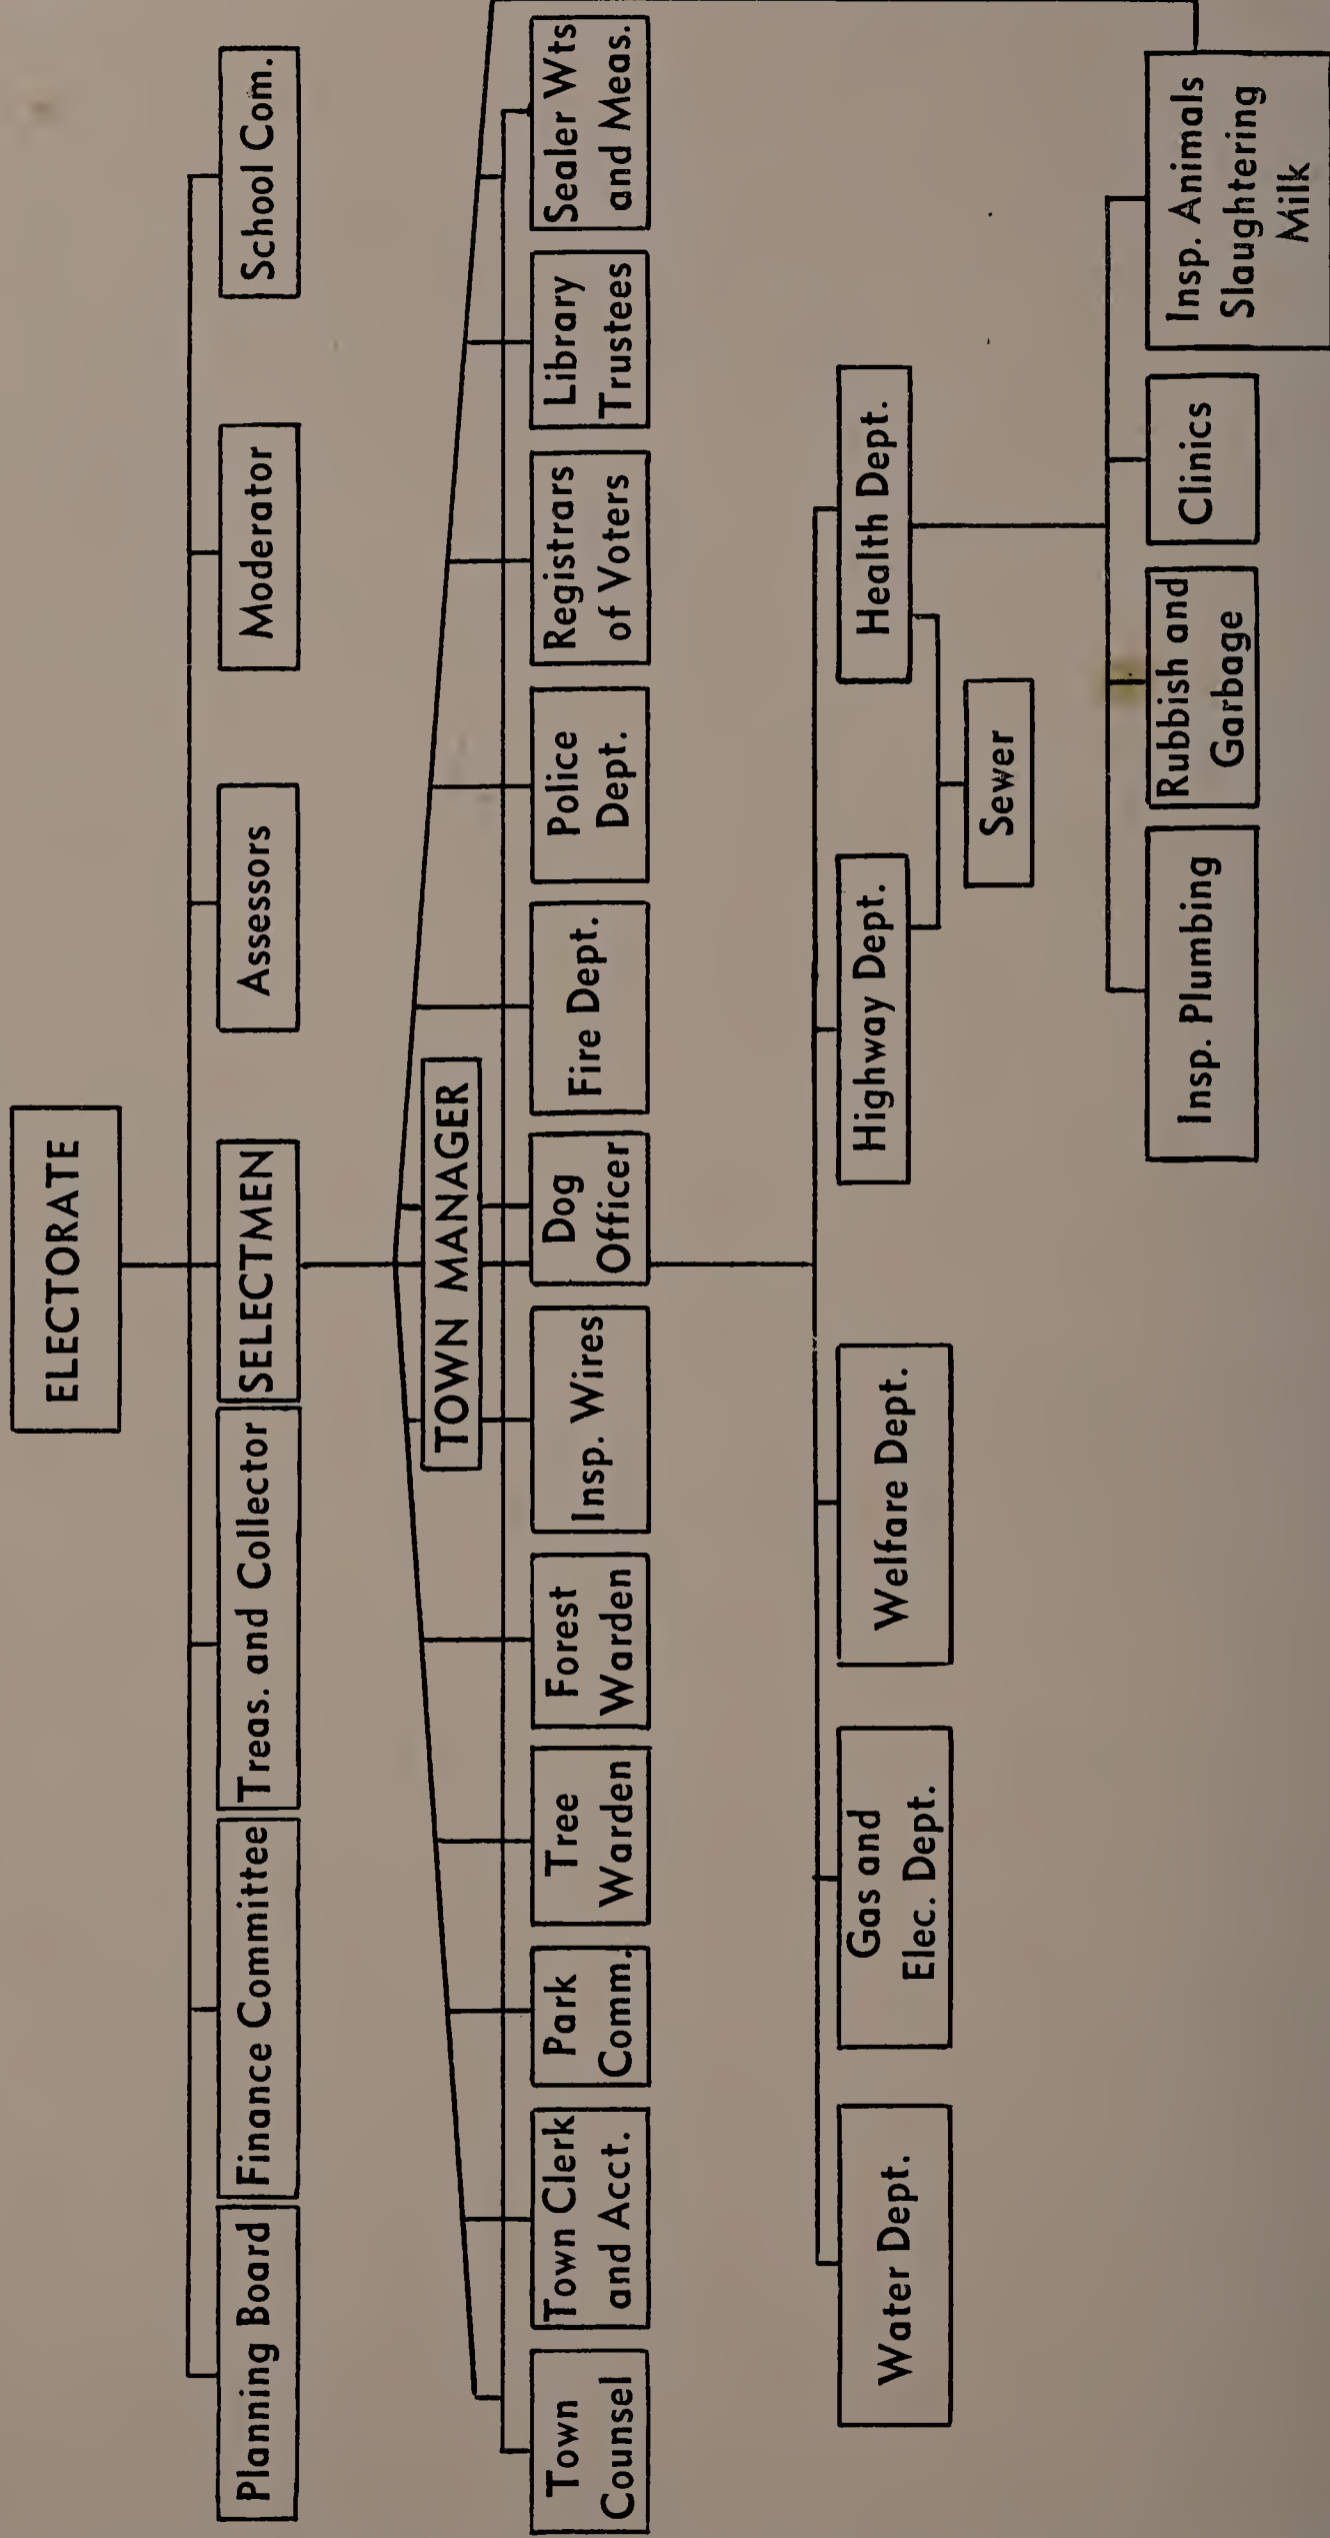 ELECTORATE
Planning Board
Finance Committee
Treas. and Collector
SELECTMEN
Assessors
Moderator
School Com.
TOWN MANAGER
Town
Counsel
Town Clerk
and Acct.
Park
Comm.
Tree
Warden
Forest
Warden
Insp. Wires
Dog
Officer
Fire Dept.
Police
Dept.
Registrars
of Voters
Library
Trustees
Sealer Wts
and Meas.
Water Dept.
Gas and
Elec. Dept.
Welfare Dept.
Highway Dept.
Health Dept.
Sewer
Insp. Plumbing
Rubbish and
Garbage
Clinics
Insp. Animals
Slaughtering
Milk